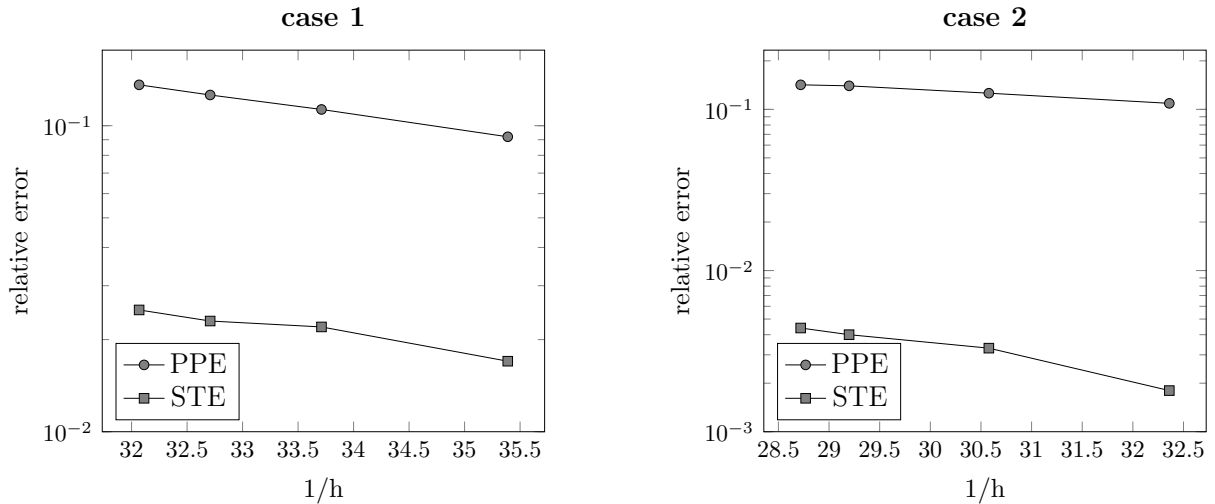 case 1
10⁻¹
10⁻²
relative error
32 32.5 33 33.5 34 34.5 35 35.5
1/h
PPE
STE
case 2
10⁻¹
10⁻²
10⁻³
relative error
28.5 29 29.5 30 30.5 31 31.5 32 32.5
1/h
PPE
STE